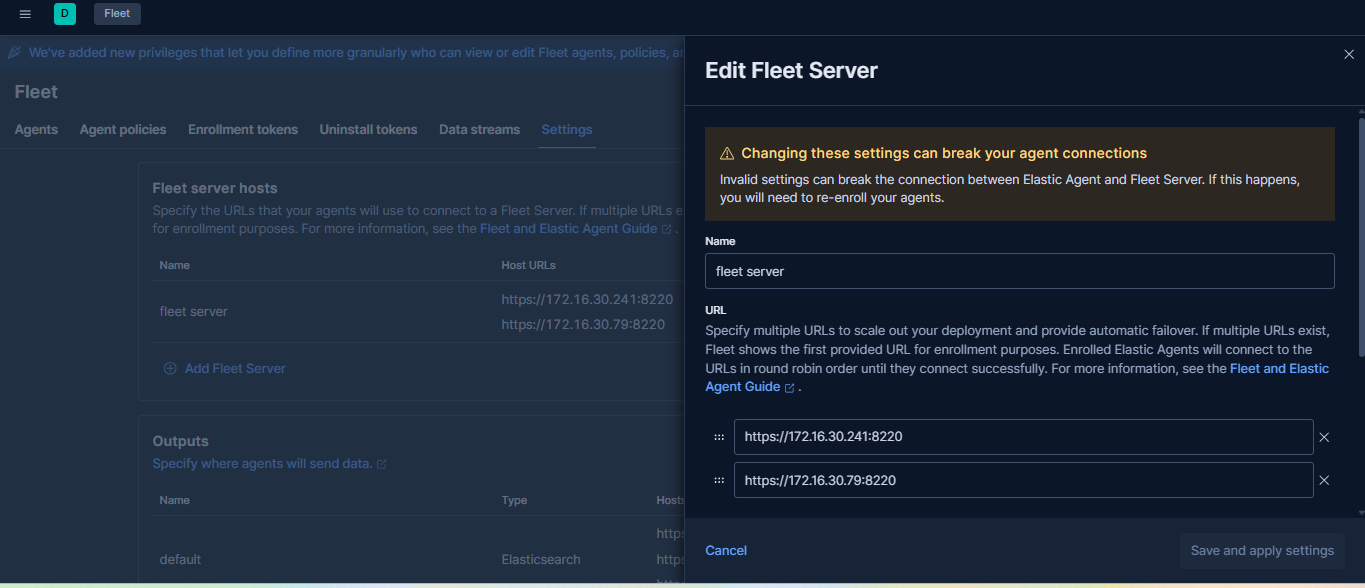 D
Fleet
We've added new privileges that let you define more granularly who can view or edit Fleet agents, policies,
Fleet
Agents
Agent policies
Enrollment tokens
Uninstall tokens
Data streams
Settings
Fleet server hosts
Specify the URLs that your agents will use to connect to a Fleet Server. If multiple URLs
for enrollment purposes. For more information, see the Fleet and Elastic Agent Guide .
Name
Host URLs
fleet server
https://172.16.30.241:8220
https://172.16.30.79:8220
Add Fleet Server
Outputs
Specify where agents will send data.
Name
Type
Hosts
default
Elasticsearch
Edit Fleet Server
Changing these settings can break your agent connections
Invalid settings can break the connection between Elastic Agent and Fleet Server. If this happens,
you will need to re-enroll your agents.
Name
fleet server
URL
Specify multiple URLs to scale out your deployment and provide automatic failover. If multiple URLs exist,
Fleet shows the first provided URL for enrollment purposes. Enrolled Elastic Agents will connect to the
URLs in round robin order until they connect successfully. For more information, see the Fleet and Elastic
Agent Guide .
https://172.16.30.241:8220
https://172.16.30.79:8220
Cancel
Save and apply settings